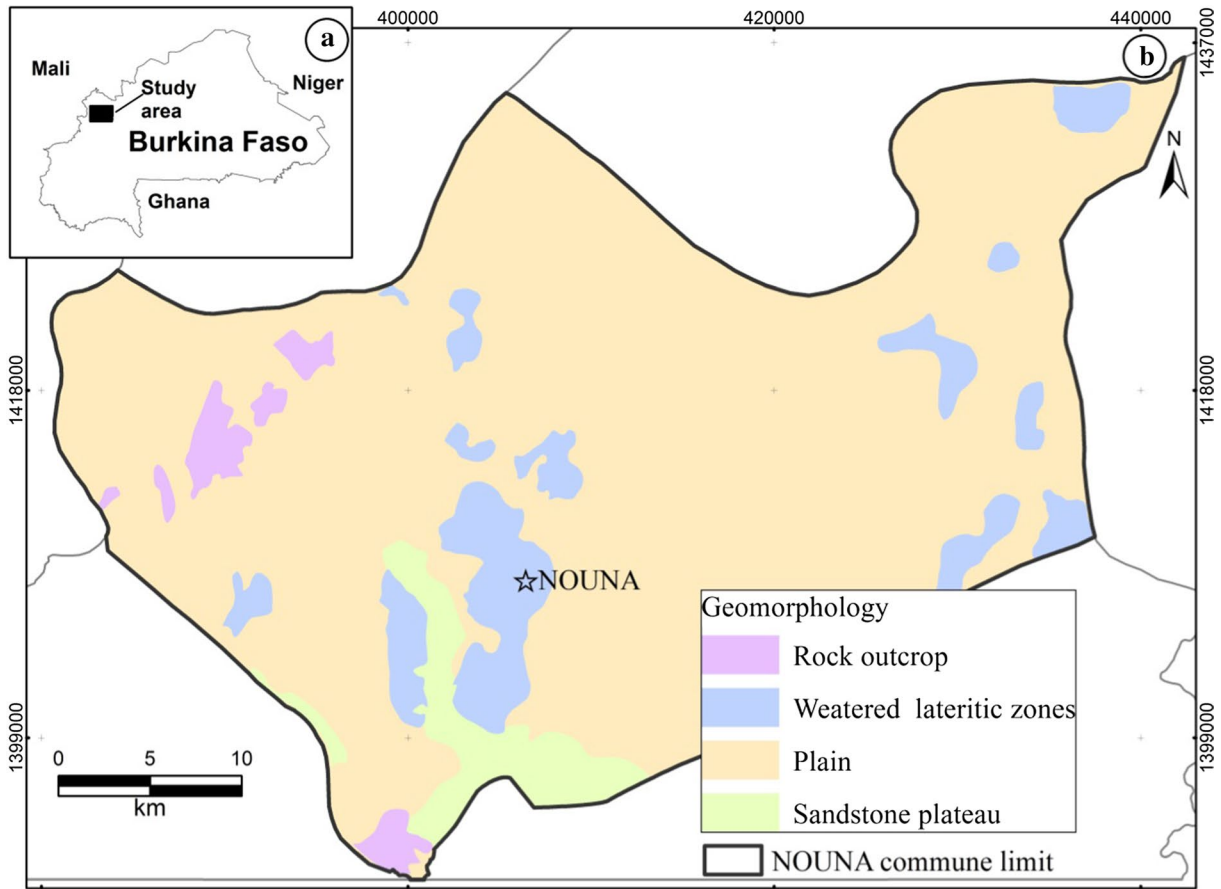 400000
420000
440000
a
Mali
Niger
Study
area
Burkina Faso
Ghana
b
1437000
N
1418000
1418000
NOUNA
Geomorphology
Rock outcrop
Weatered lateritic zones
Plain
Sandstone plateau
NOUNA commune limit
1399000
1399000
0 5 10
km